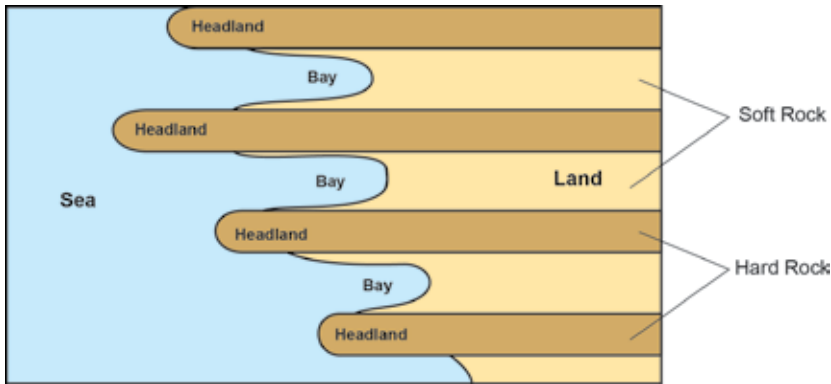 Headland
Bay
Soft Rock
Headland
Bay
Land
Sea
Headland
Hard Rock
Bay
Headland